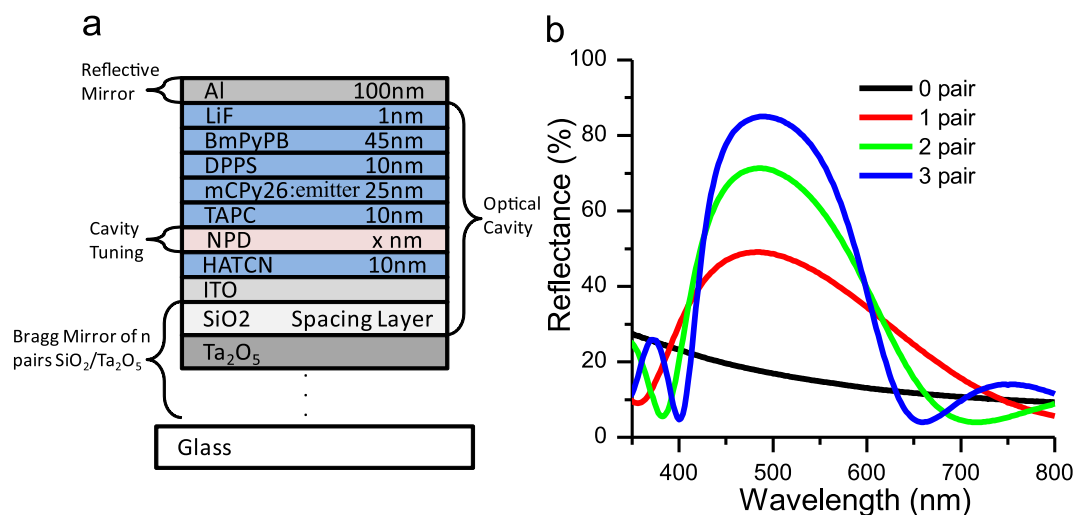 a
Reflective
Mirror
Al 100nm
LiF 1nm
BmPyPB 45nm
DPPS 10nm
mCPy26:emitter 25nm
TAPC 10nm
NPD x nm
HATCN 10nm
ITO
SiO2 Spacing Layer
Ta₂O₅
Cavity
Tuning
Optical
Cavity
Bragg Mirror of n
pairs SiO₂/Ta₂O₅
Glass
b
Reflectance (%)
100
80
60
40
20
0
0 pair
1 pair
2 pair
3 pair
400 500 600 700 800
Wavelength (nm)